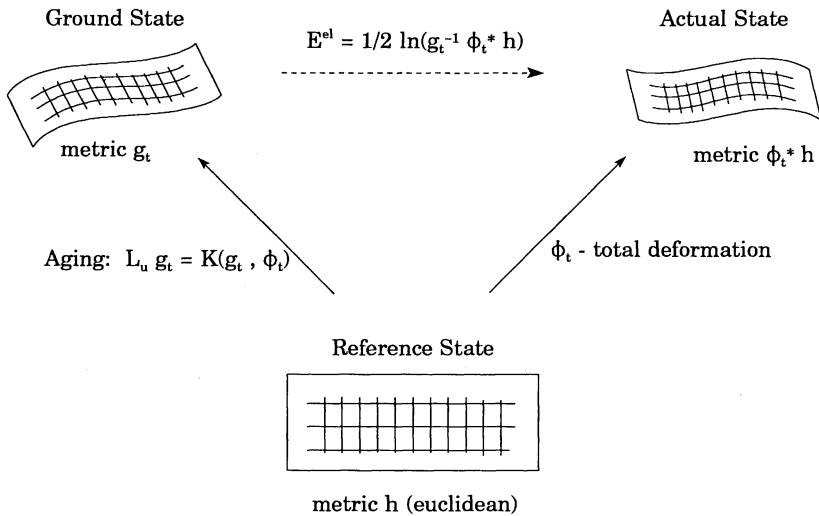 Ground State
Actual State
E^el = 1/2 ln(g_t^-1 ϕ_t* h)
metric g_t
metric ϕ_t* h
Aging: L_u g_t = K(g_t , ϕ_t)
ϕ_t - total deformation
Reference State
metric h (euclidean)